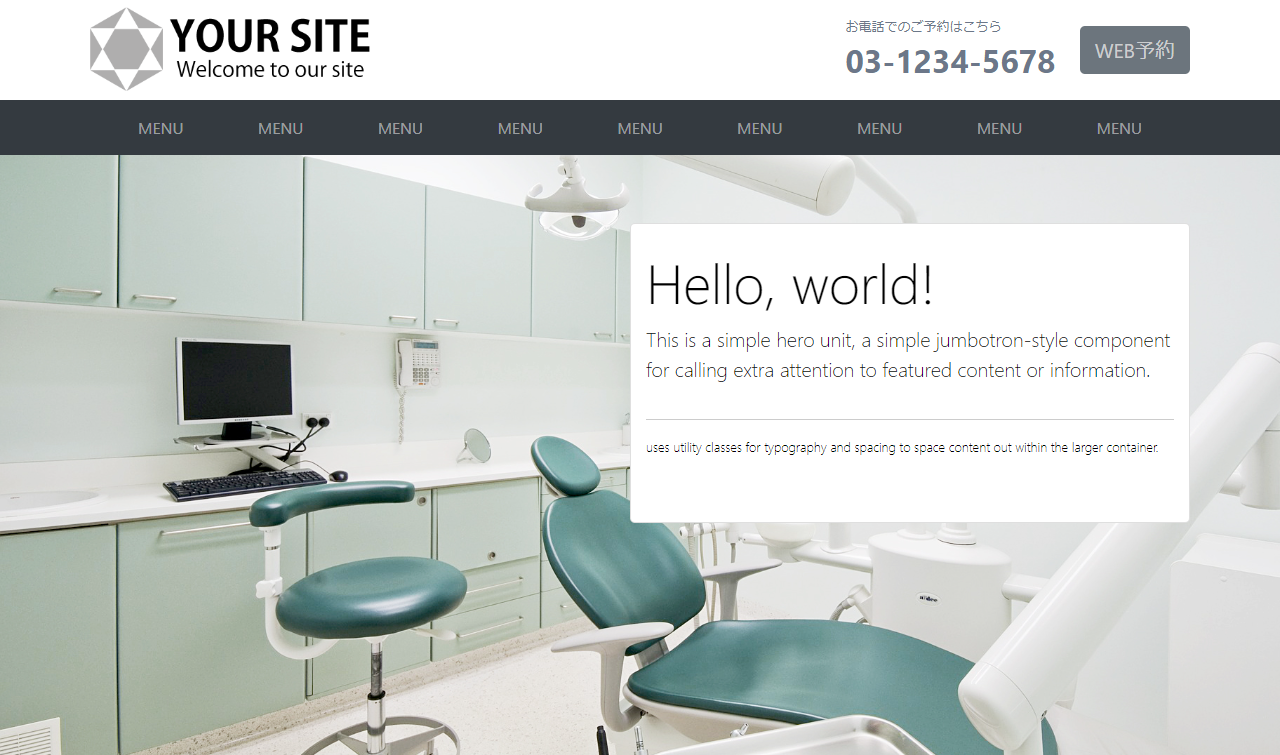 YOUR SITE
Welcome to our site
お電話でのご予約はこちら
03-1234-5678
WEB予約
MENU MENU MENU MENU MENU MENU MENU MENU MENU
Hello, world!
This is a simple hero unit, a simple jumbotron-style component
for calling extra attention to featured content or information.
uses utility classes for typography and spacing to space content out within the larger container.